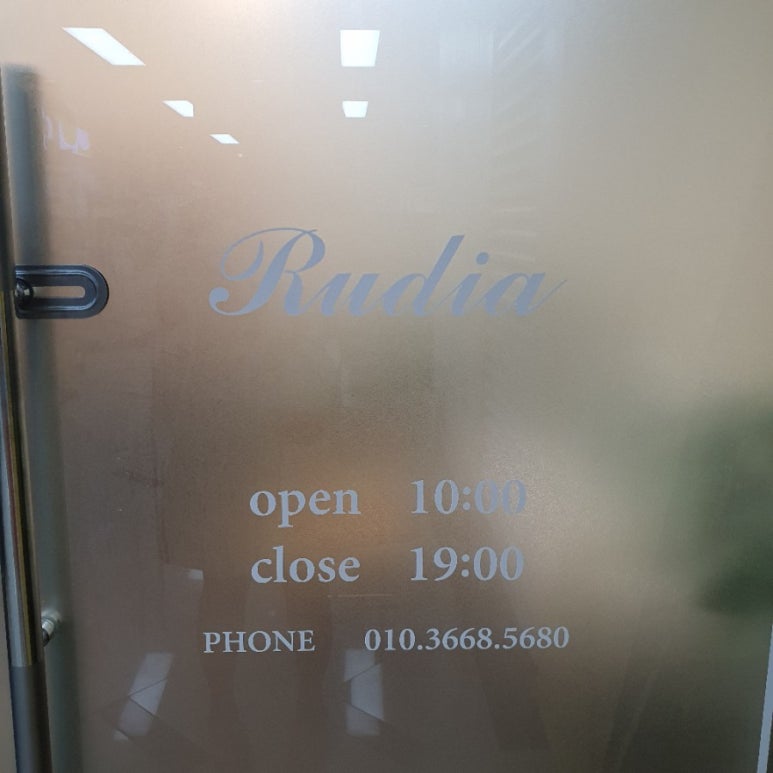 Rudia
open 10:00
close 19:00
PHONE 010.3668.5680